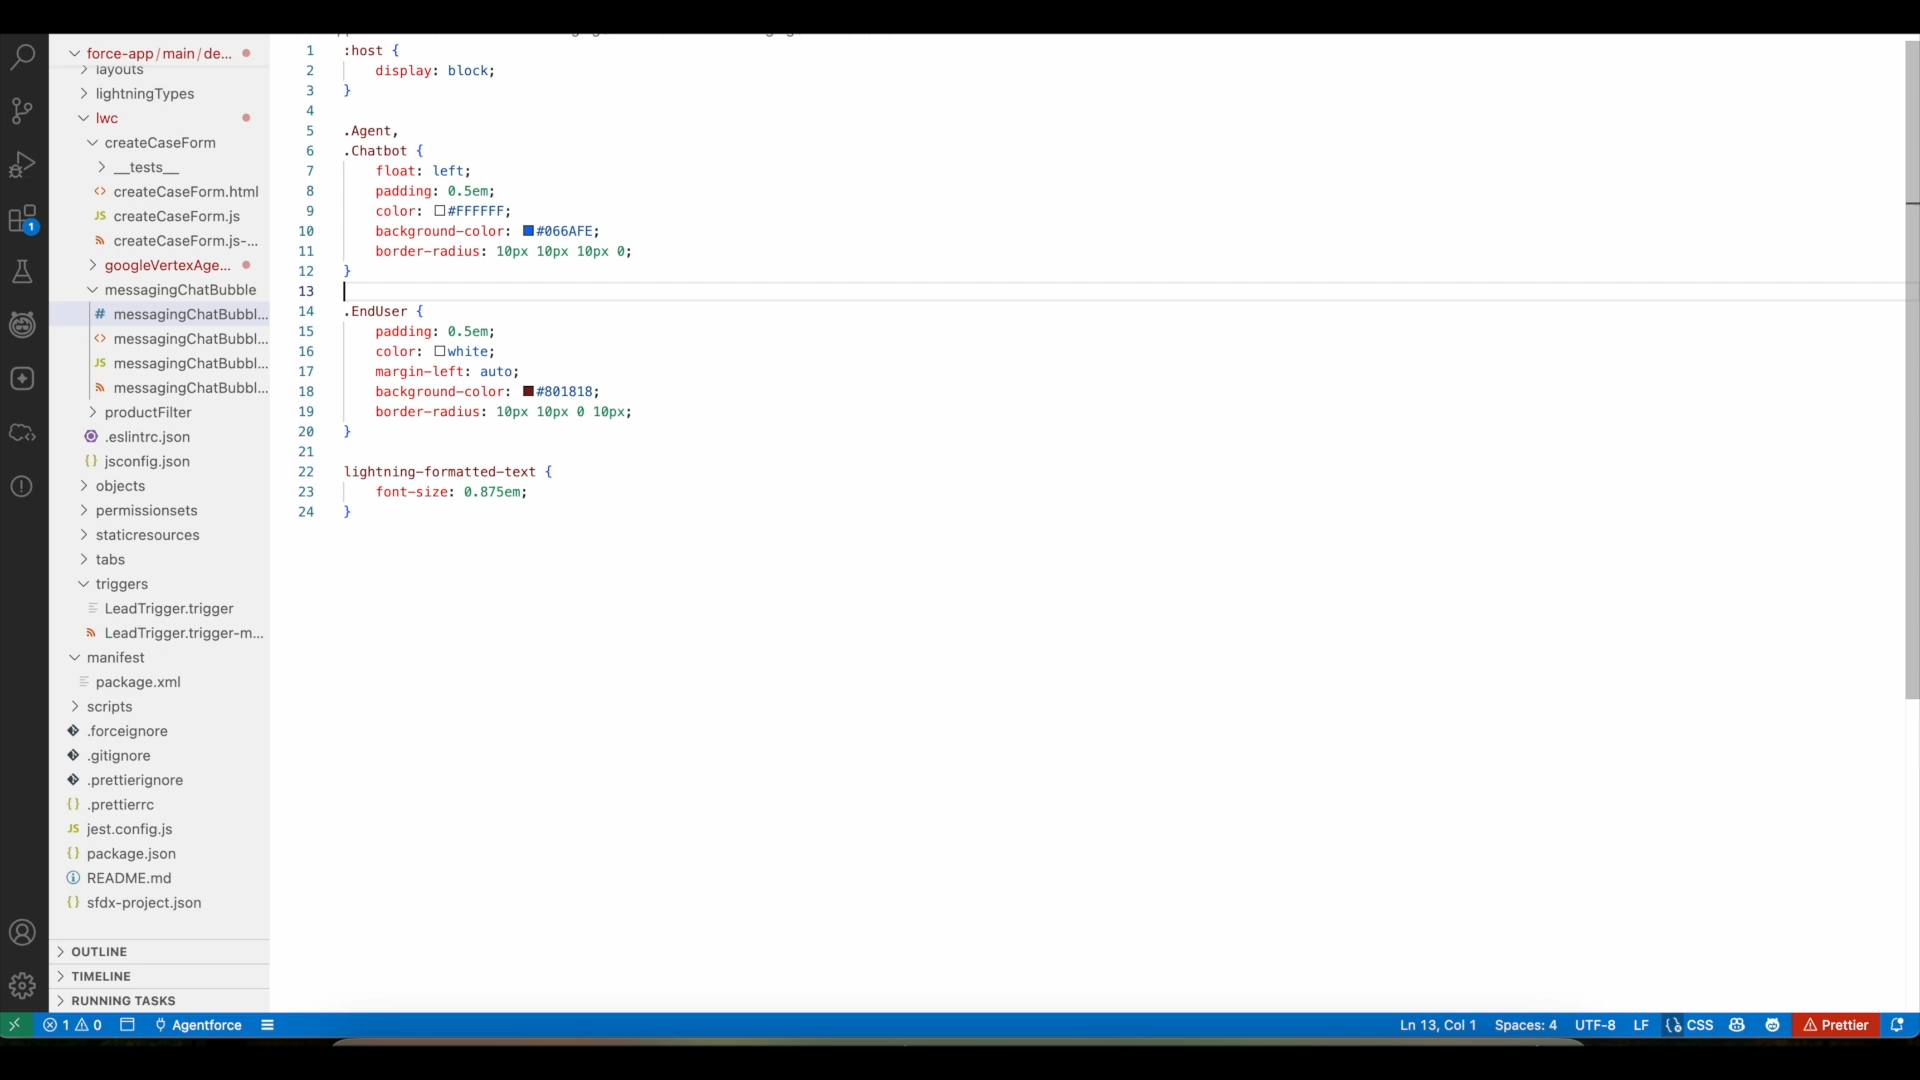 force-app/main/de...
layouts
lightningTypes
lwc
createCaseForm
__tests__
<> createCaseForm.html
JS createCaseForm.js
createCaseForm.js-...
googleVertexAge...
messagingChatBubble
# messagingChatBubbl...
<> messagingChatBubbl...
JS messagingChatBubbl...
messagingChatBubbl...
productFilter
.eslintrc.json
{} jsconfig.json
objects
permissionsets
staticresources
tabs
triggers
LeadTrigger.trigger
LeadTrigger.trigger-m...
manifest
package.xml
scripts
.forceignore
.gitignore
.prettierignore
{} .prettierrc
JS jest.config.js
{} package.json
README.md
{} sfdx-project.json
OUTLINE
TIMELINE
RUNNING TASKS
1
1 :host {
2 display: block;
3 }
4
5 .Agent,
6 .Chatbot {
7 float: left;
8 padding: 0.5em;
9 color: #FFFFFF;
10 background-color: #066AFE;
11 border-radius: 10px 10px 10px 0;
12 }
13
14 .EndUser {
15 padding: 0.5em;
16 color: white;
17 margin-left: auto;
18 background-color: #801818;
19 border-radius: 10px 10px 0 10px;
20 }
21
22 lightning-formatted-text {
23 font-size: 0.875em;
24 }
1 0 Agentforce Ln 13, Col 1 Spaces: 4 UTF-8 LF CSS Prettier